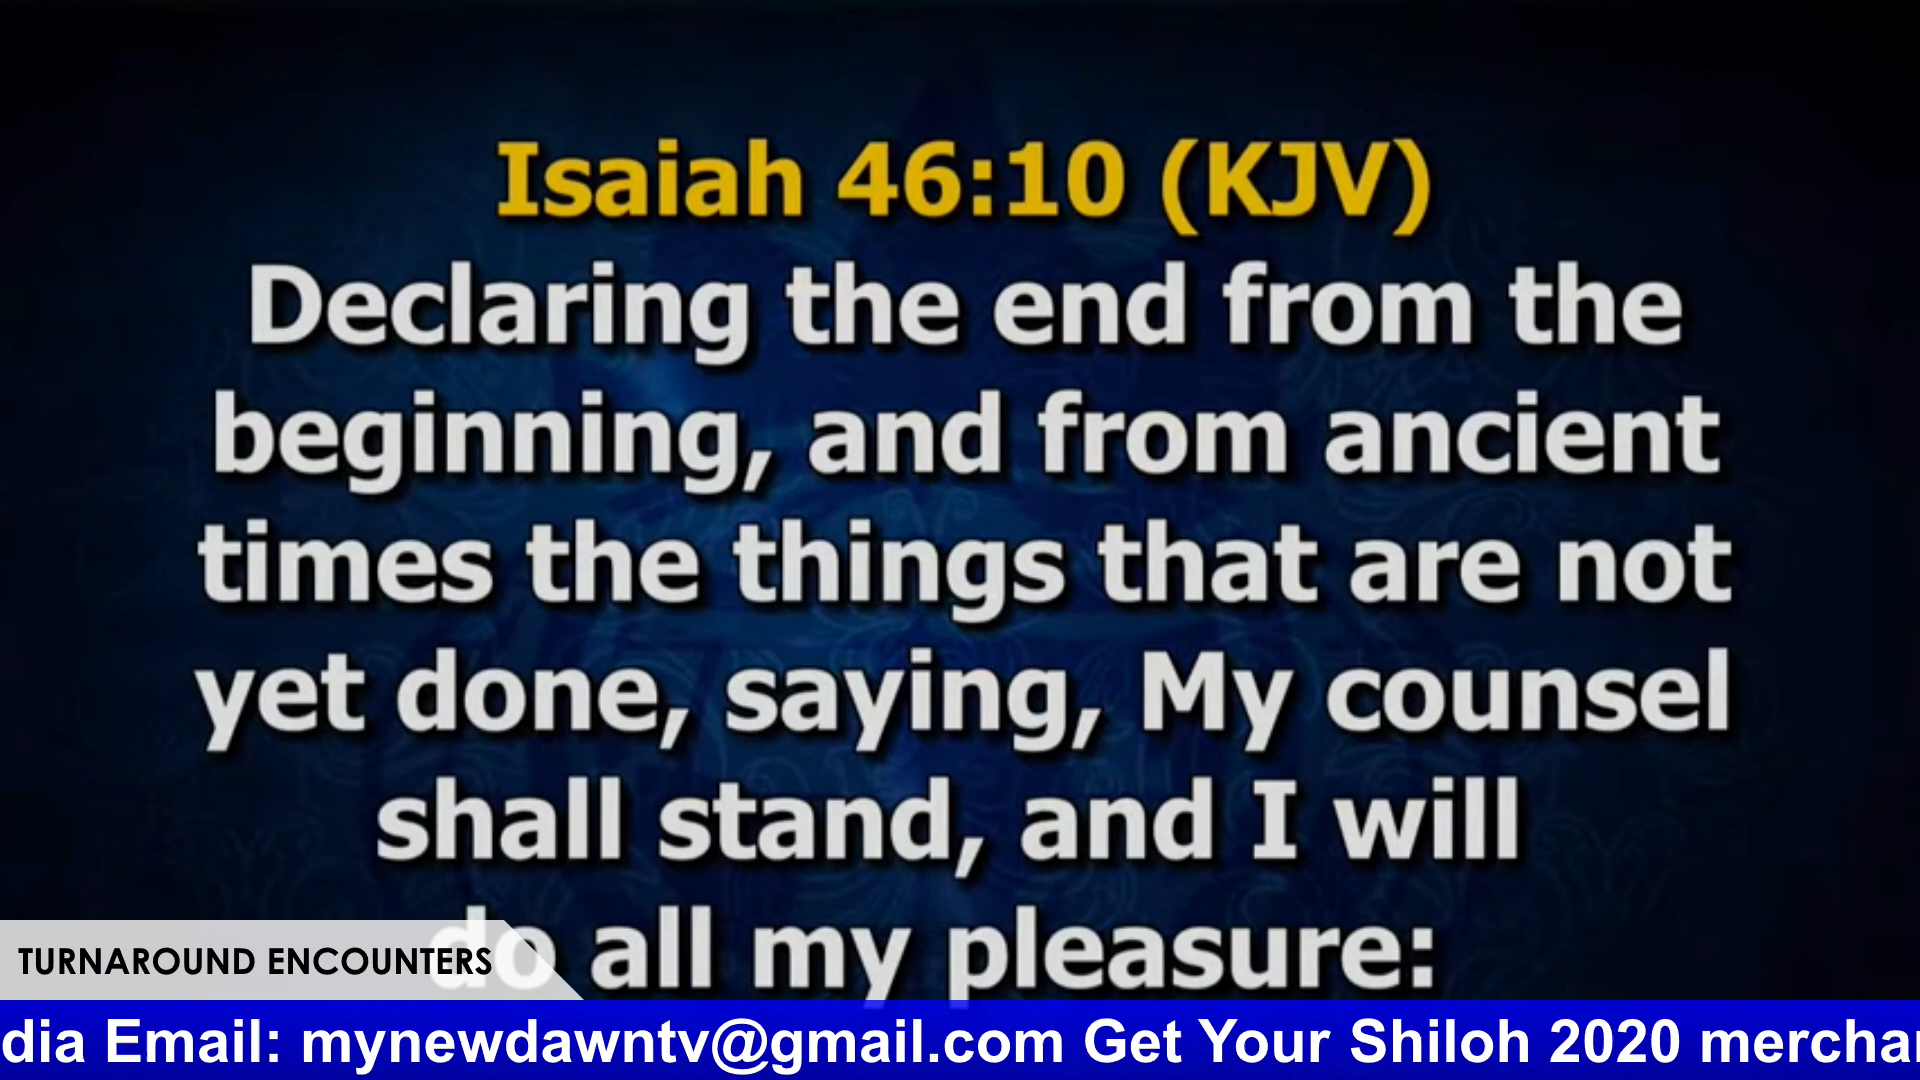 Isaiah 46:10 (KJV)
Declaring the end from the
beginning, and from ancient
times the things that are not
yet done, saying, My counsel
shall stand, and I will
do all my pleasure:
TURNAROUND ENCOUNTERS
dia Email: mynewdawntv@gmail.com Get Your Shiloh 2020 merchan